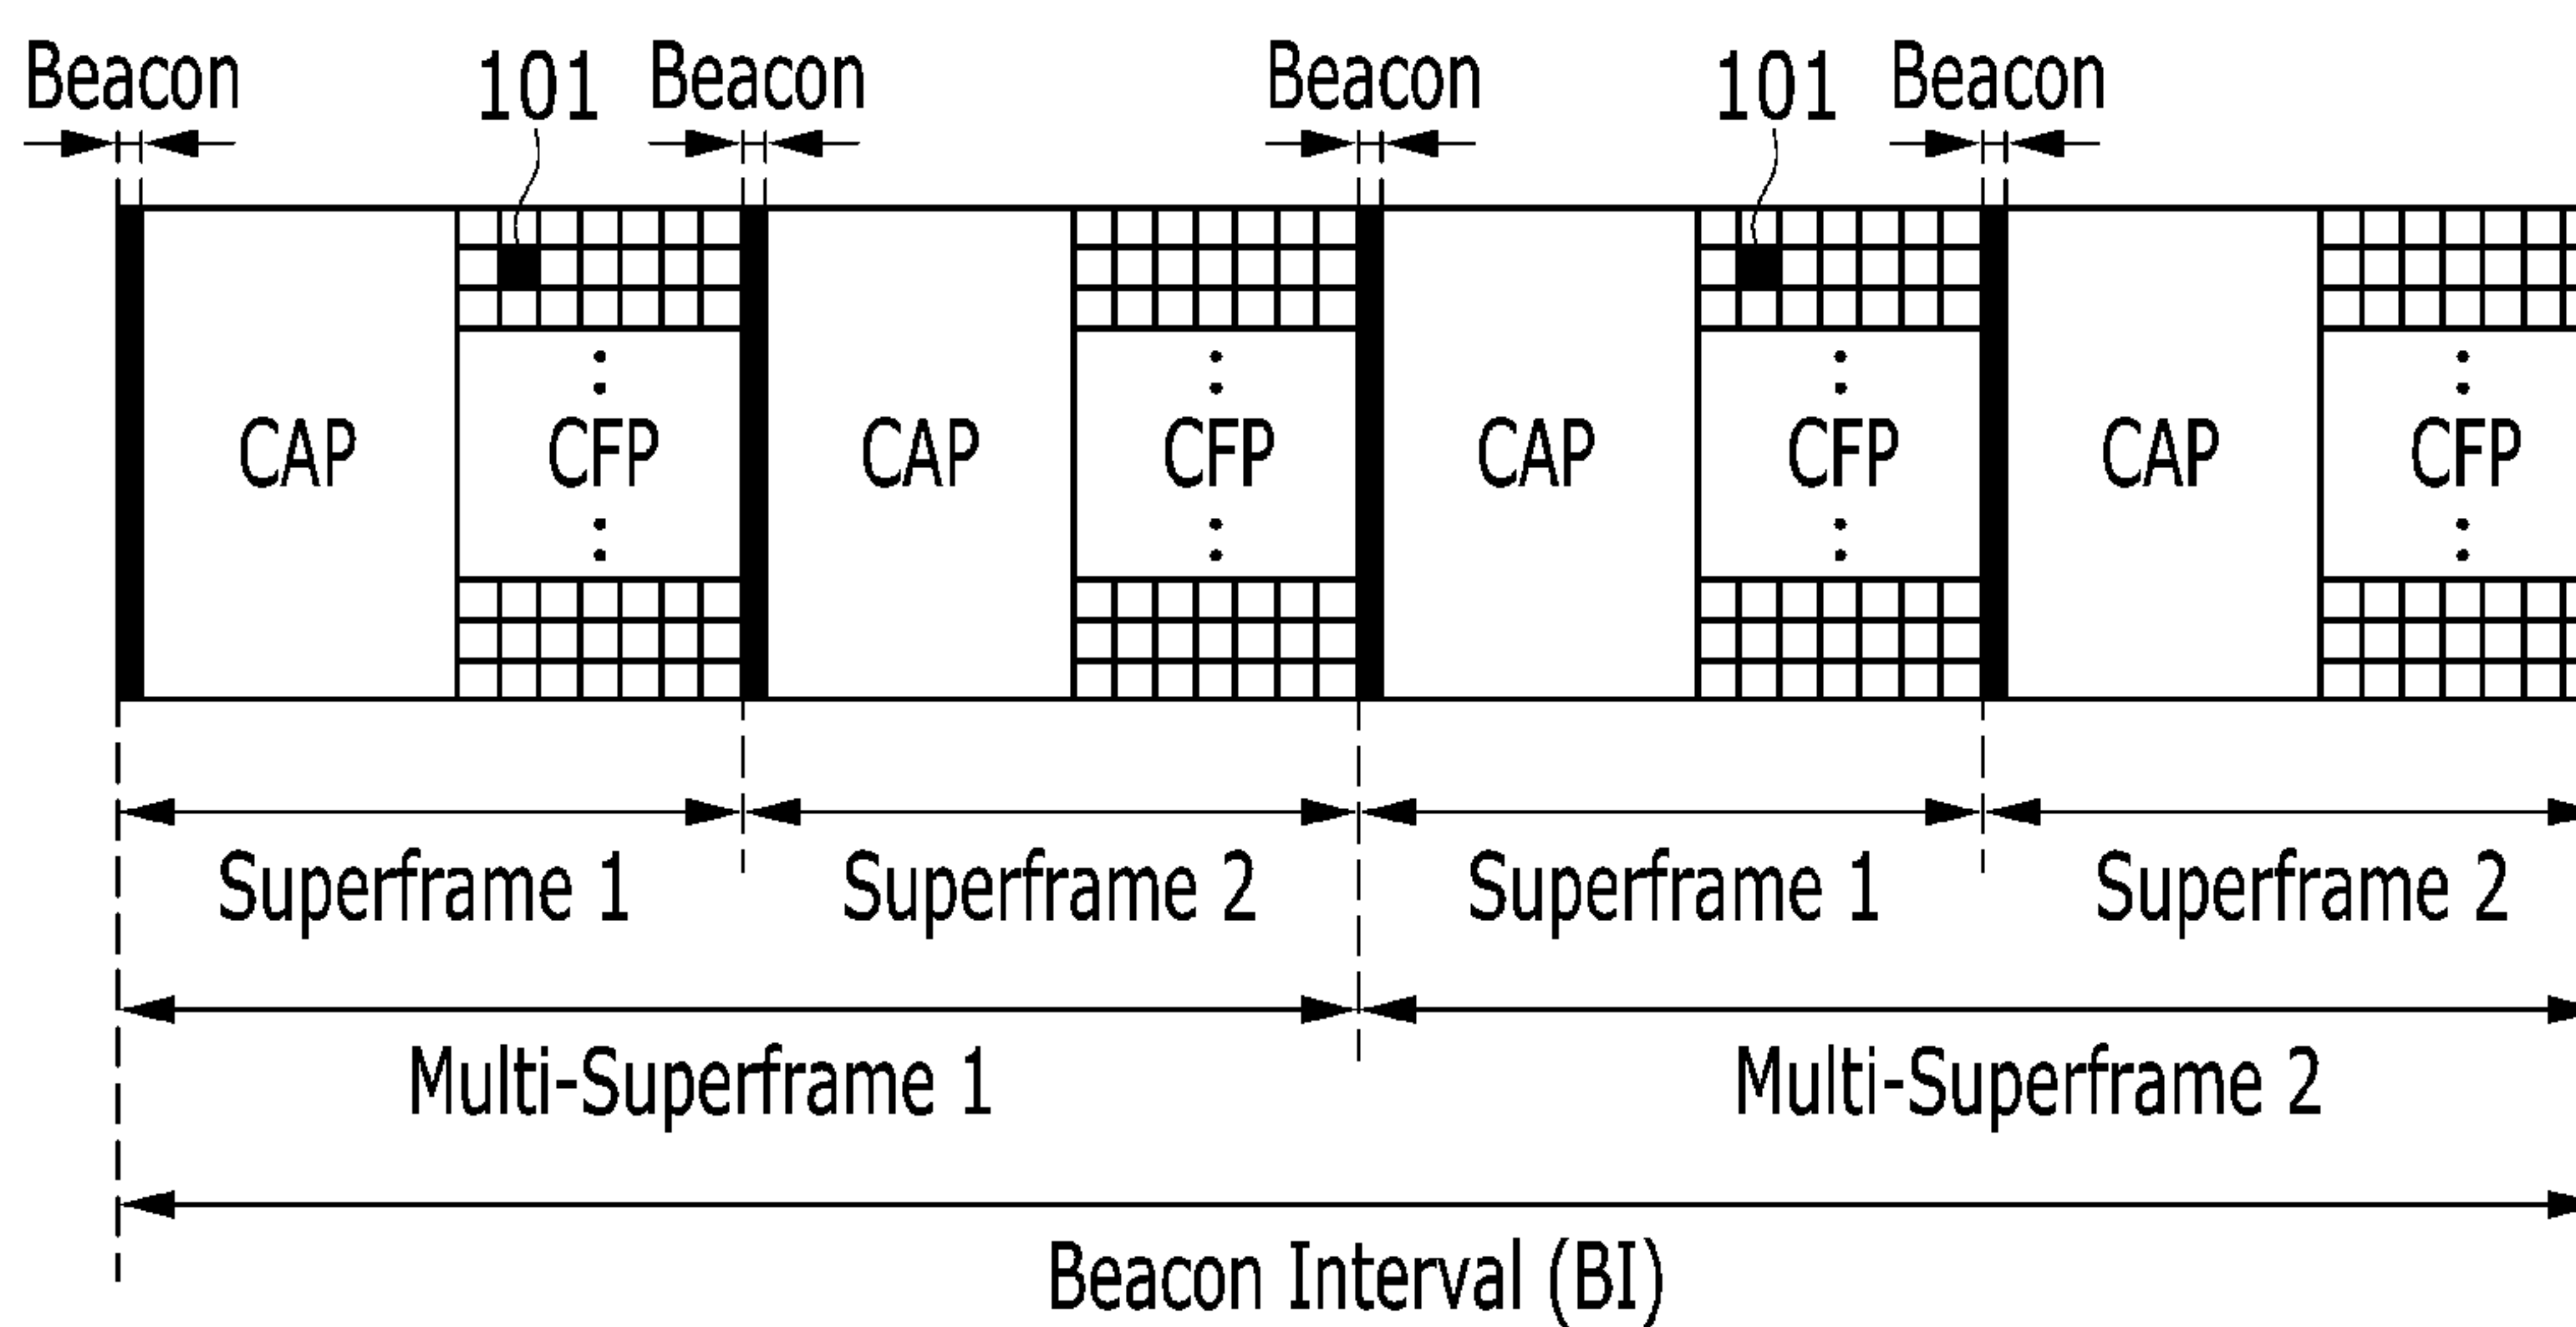 Beacon 101 Beacon Beacon 101 Beacon
CAP CFP CAP CFP CAP CFP CAP CFP
Superframe 1 Superframe 2 Superframe 1 Superframe 2
Multi-Superframe 1 Multi-Superframe 2
Beacon Interval (BI)